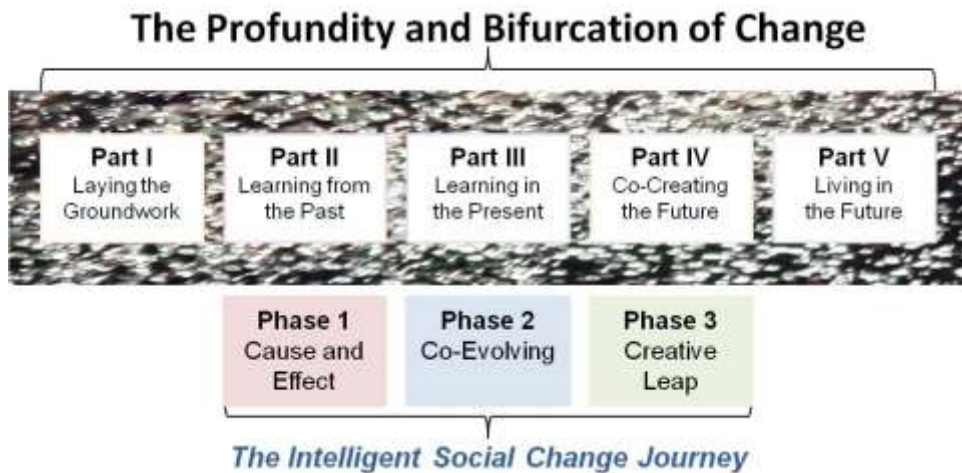 The Profundity and Bifurcation of Change
Part I
Laying the
Groundwork
Part II
Learning from
the Past
Part III
Learning in
the Present
Part IV
Co-Creating
the Future
Part V
Living in
the Future
Phase 1
Cause and
Effect
Phase 2
Co-Evolving
Phase 3
Creative
Leap
The Intelligent Social Change Journey